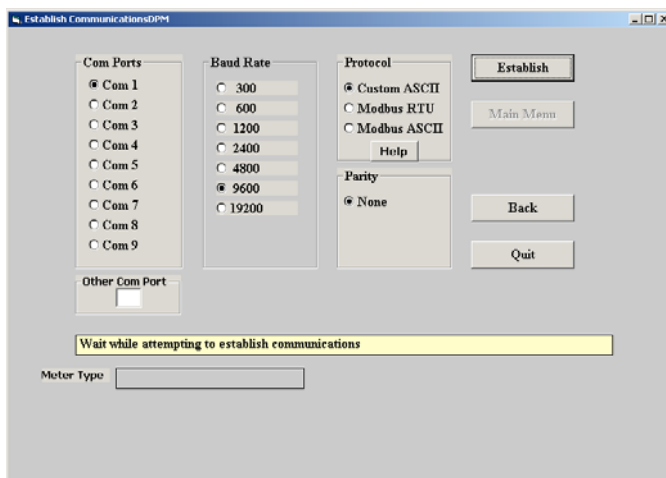 Establish CommunicationsDPM
Com Ports
Com 1
Com 2
Com 3
Com 4
Com 5
Com 6
Com 7
Com 8
Com 9
Other Com Port
Baud Rate
300
600
1200
2400
4800
9600
19200
Protocol
Custom ASCII
Modbus RTU
Modbus ASCII
Help
Parity
None
Establish
Main Menu
Back
Quit
Wait while attempting to establish communications
Meter Type